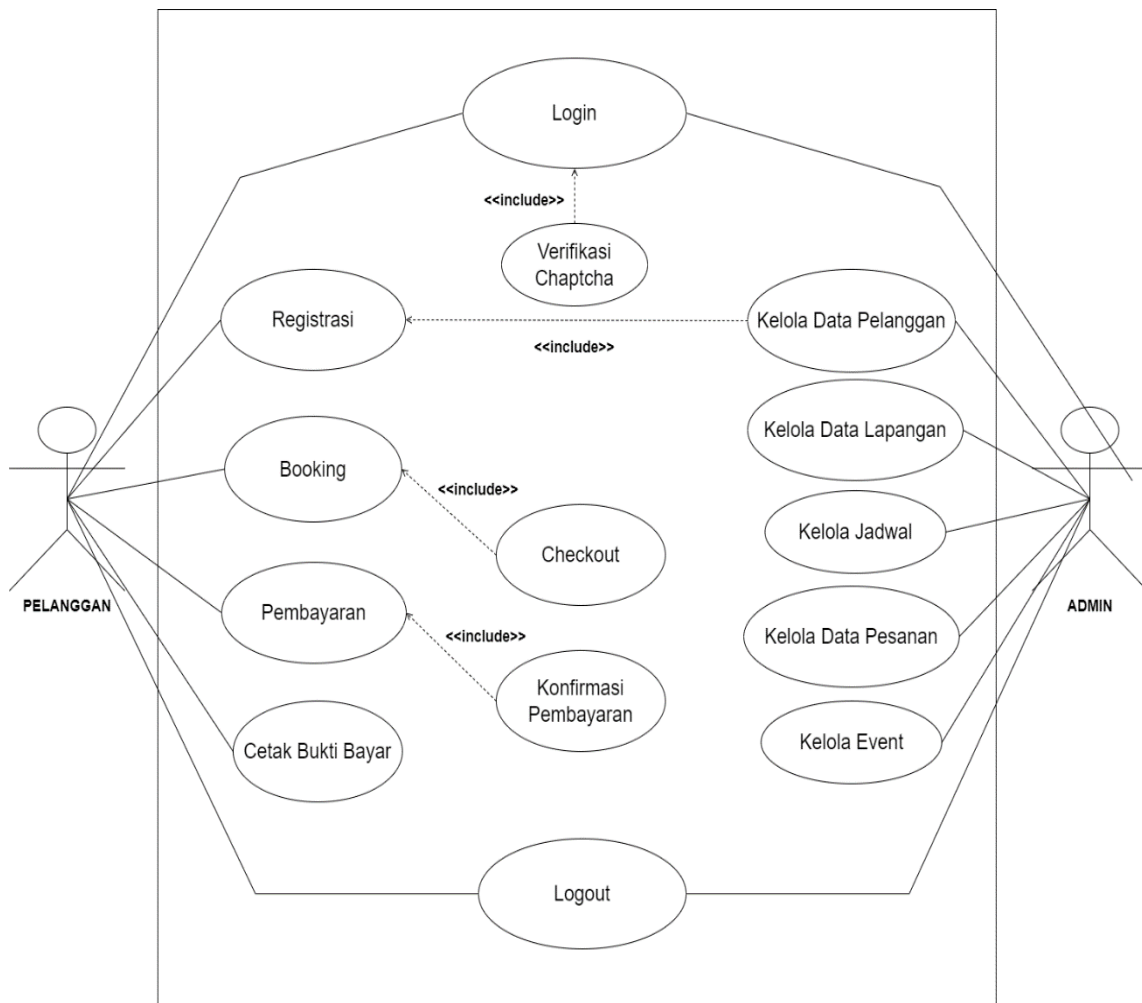 Login
<<include>>
Verifikasi
Chaptcha
Registrasi
<<include>>
Kelola Data Pelanggan
Kelola Data Lapangan
Booking
<<include>>
Checkout
Kelola Jadwal
PELANGGAN
ADMIN
Pembayaran
<<include>>
Konfirmasi
Pembayaran
Kelola Data Pesanan
Cetak Bukti Bayar
Kelola Event
Logout